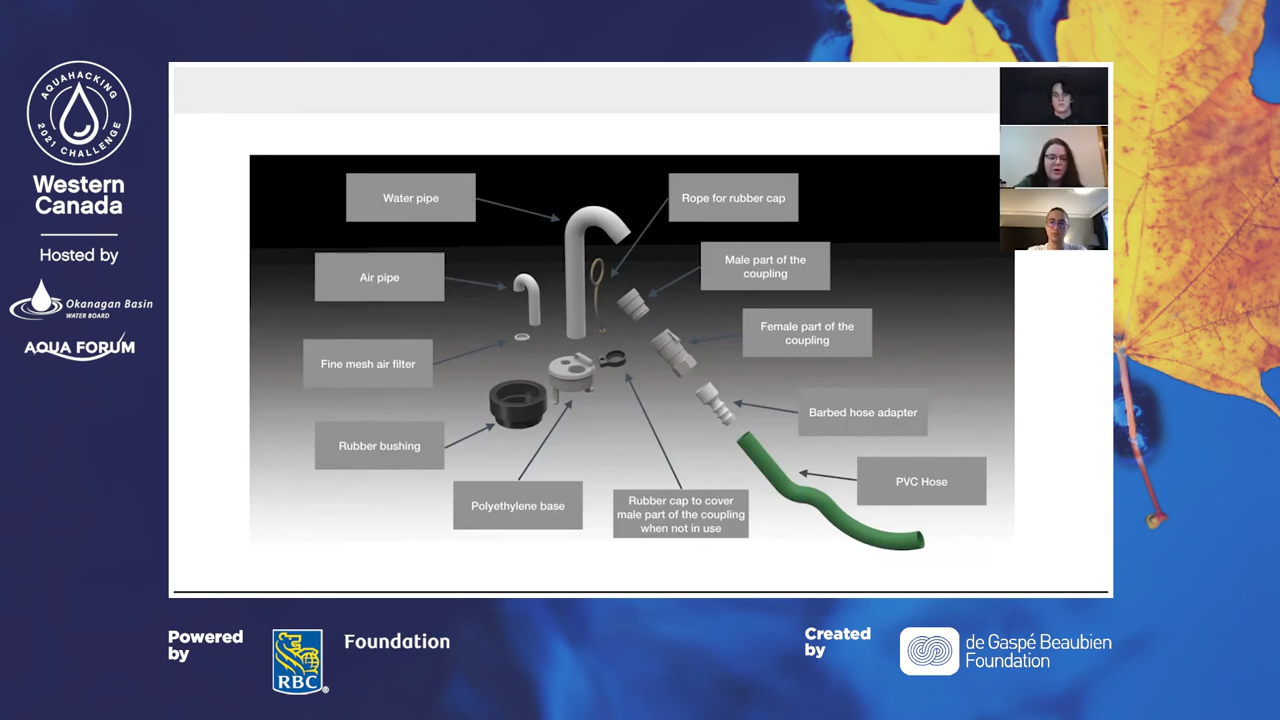 AQUAHACKING
2021 CHALLENGE
Western
Canada
Hosted by
Okanagan Basin
WATER BOARD
AQUA FORUM
Water pipe
Rope for rubber cap
Air pipe
Male part of the
coupling
Female part of the
coupling
Fine mesh air filter
Barbed hose adapter
Rubber bushing
PVC Hose
Polyethylene base
Rubber cap to cover
male part of the coupling
when not in use
Powered
by
RBC®
Foundation
Created
by
de Gaspé Beaubien
Foundation